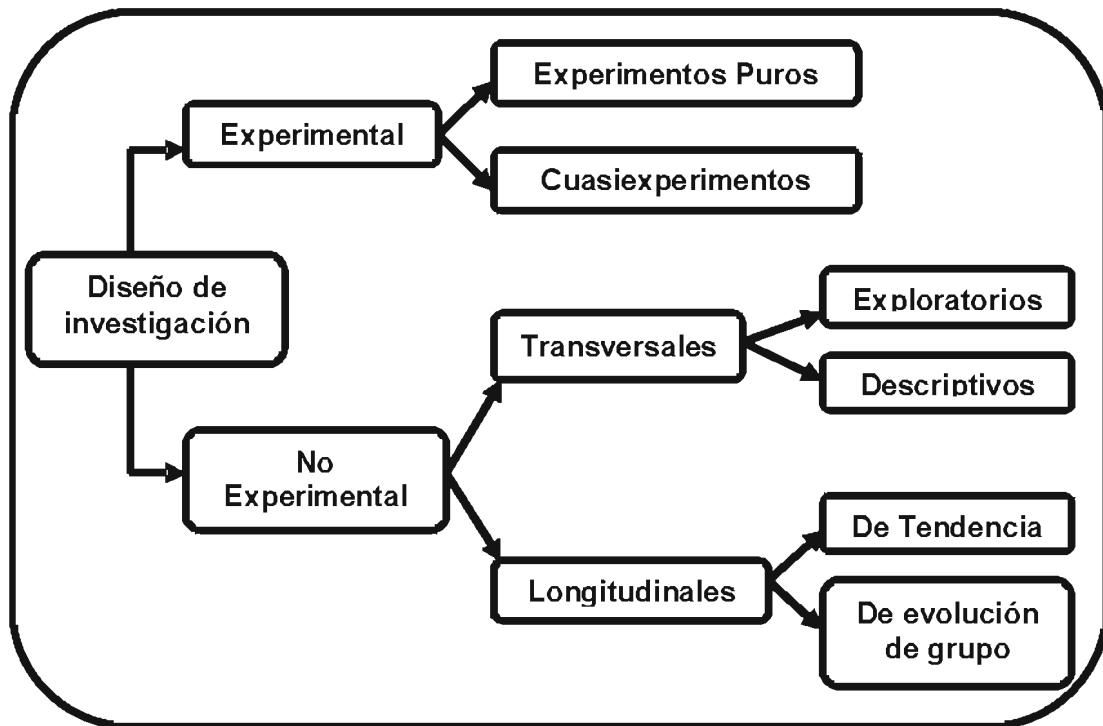 Experimentos Puros
Experimental
Cuasiexperimentos
Diseño de
investigación
Exploratorios
Transversales
Descriptivos
No
Experimental
De Tendencia
Longitudinales
De evolución
de grupo